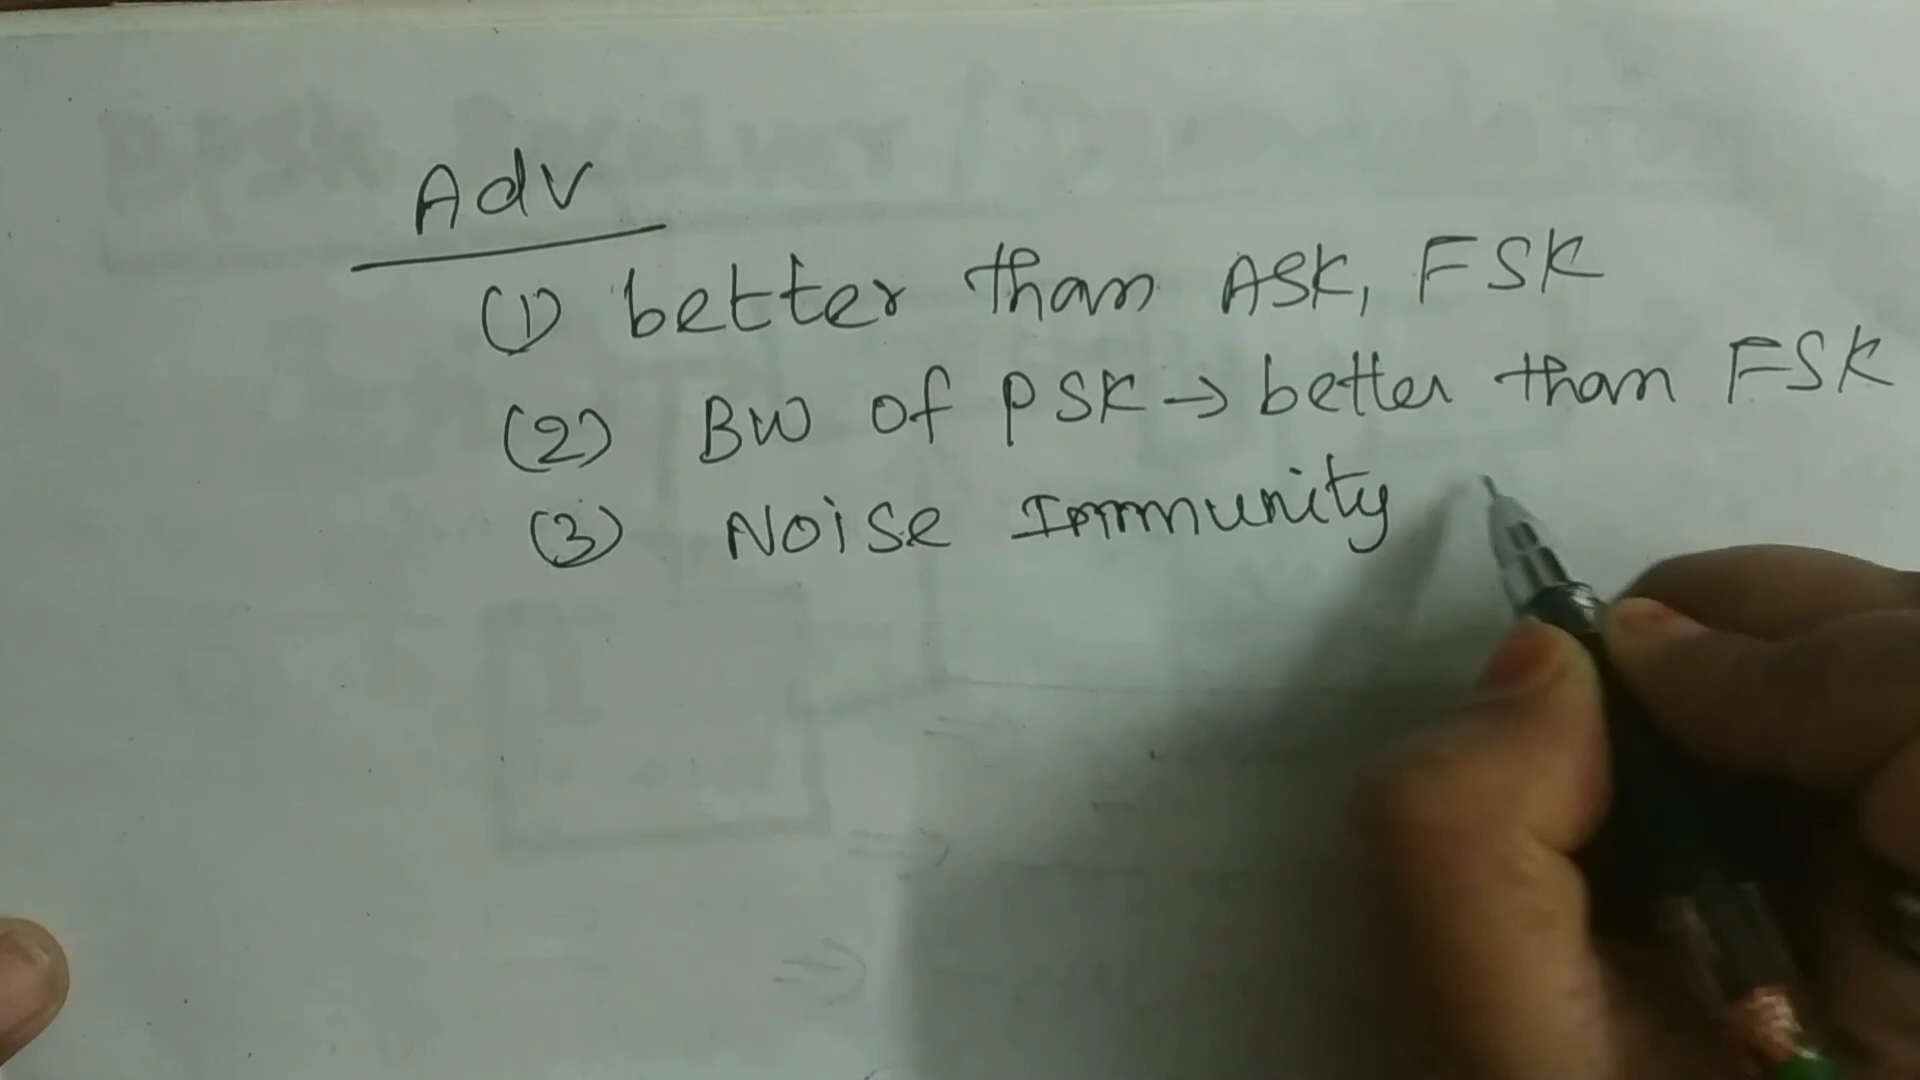 Adv
(1) better than ASK, FSK
(2) BW of PSK → better than FSK
(3) Noise Immunity